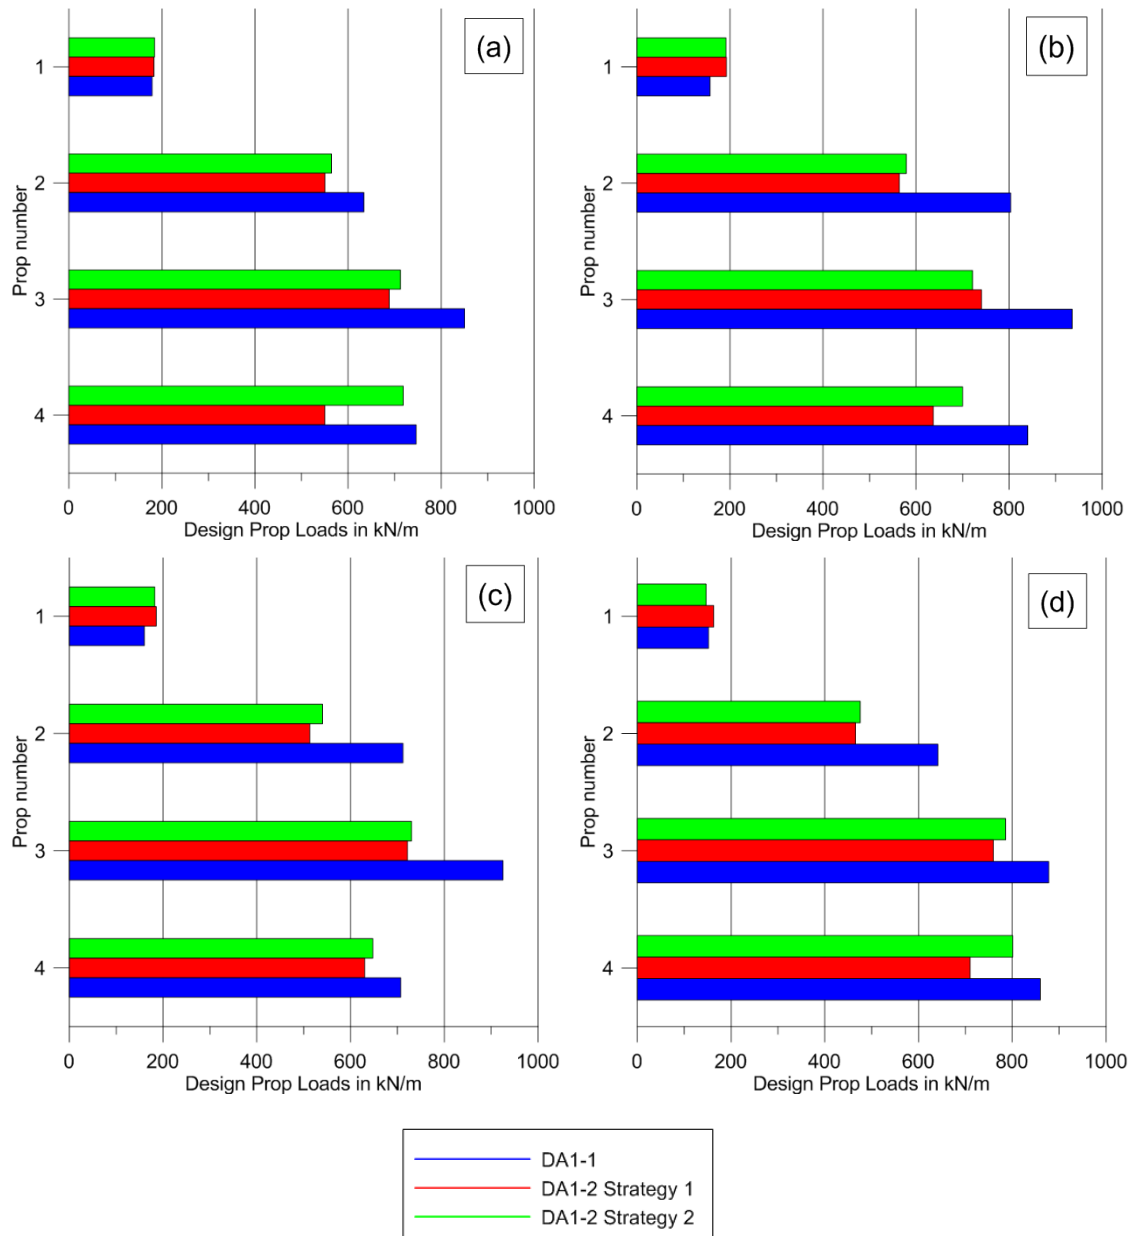 (a)
1
2
3
4
Prop number
0 200 400 600 800 1000
Design Prop Loads in kN/m
(b)
1
2
3
4
Prop number
0 200 400 600 800 1000
Design Prop Loads in kN/m
(c)
1
2
3
4
Prop number
0 200 400 600 800 1000
Design Prop Loads in kN/m
(d)
1
2
3
4
Prop number
0 200 400 600 800 1000
Design Prop Loads in kN/m
DA1-1
DA1-2 Strategy 1
DA1-2 Strategy 2